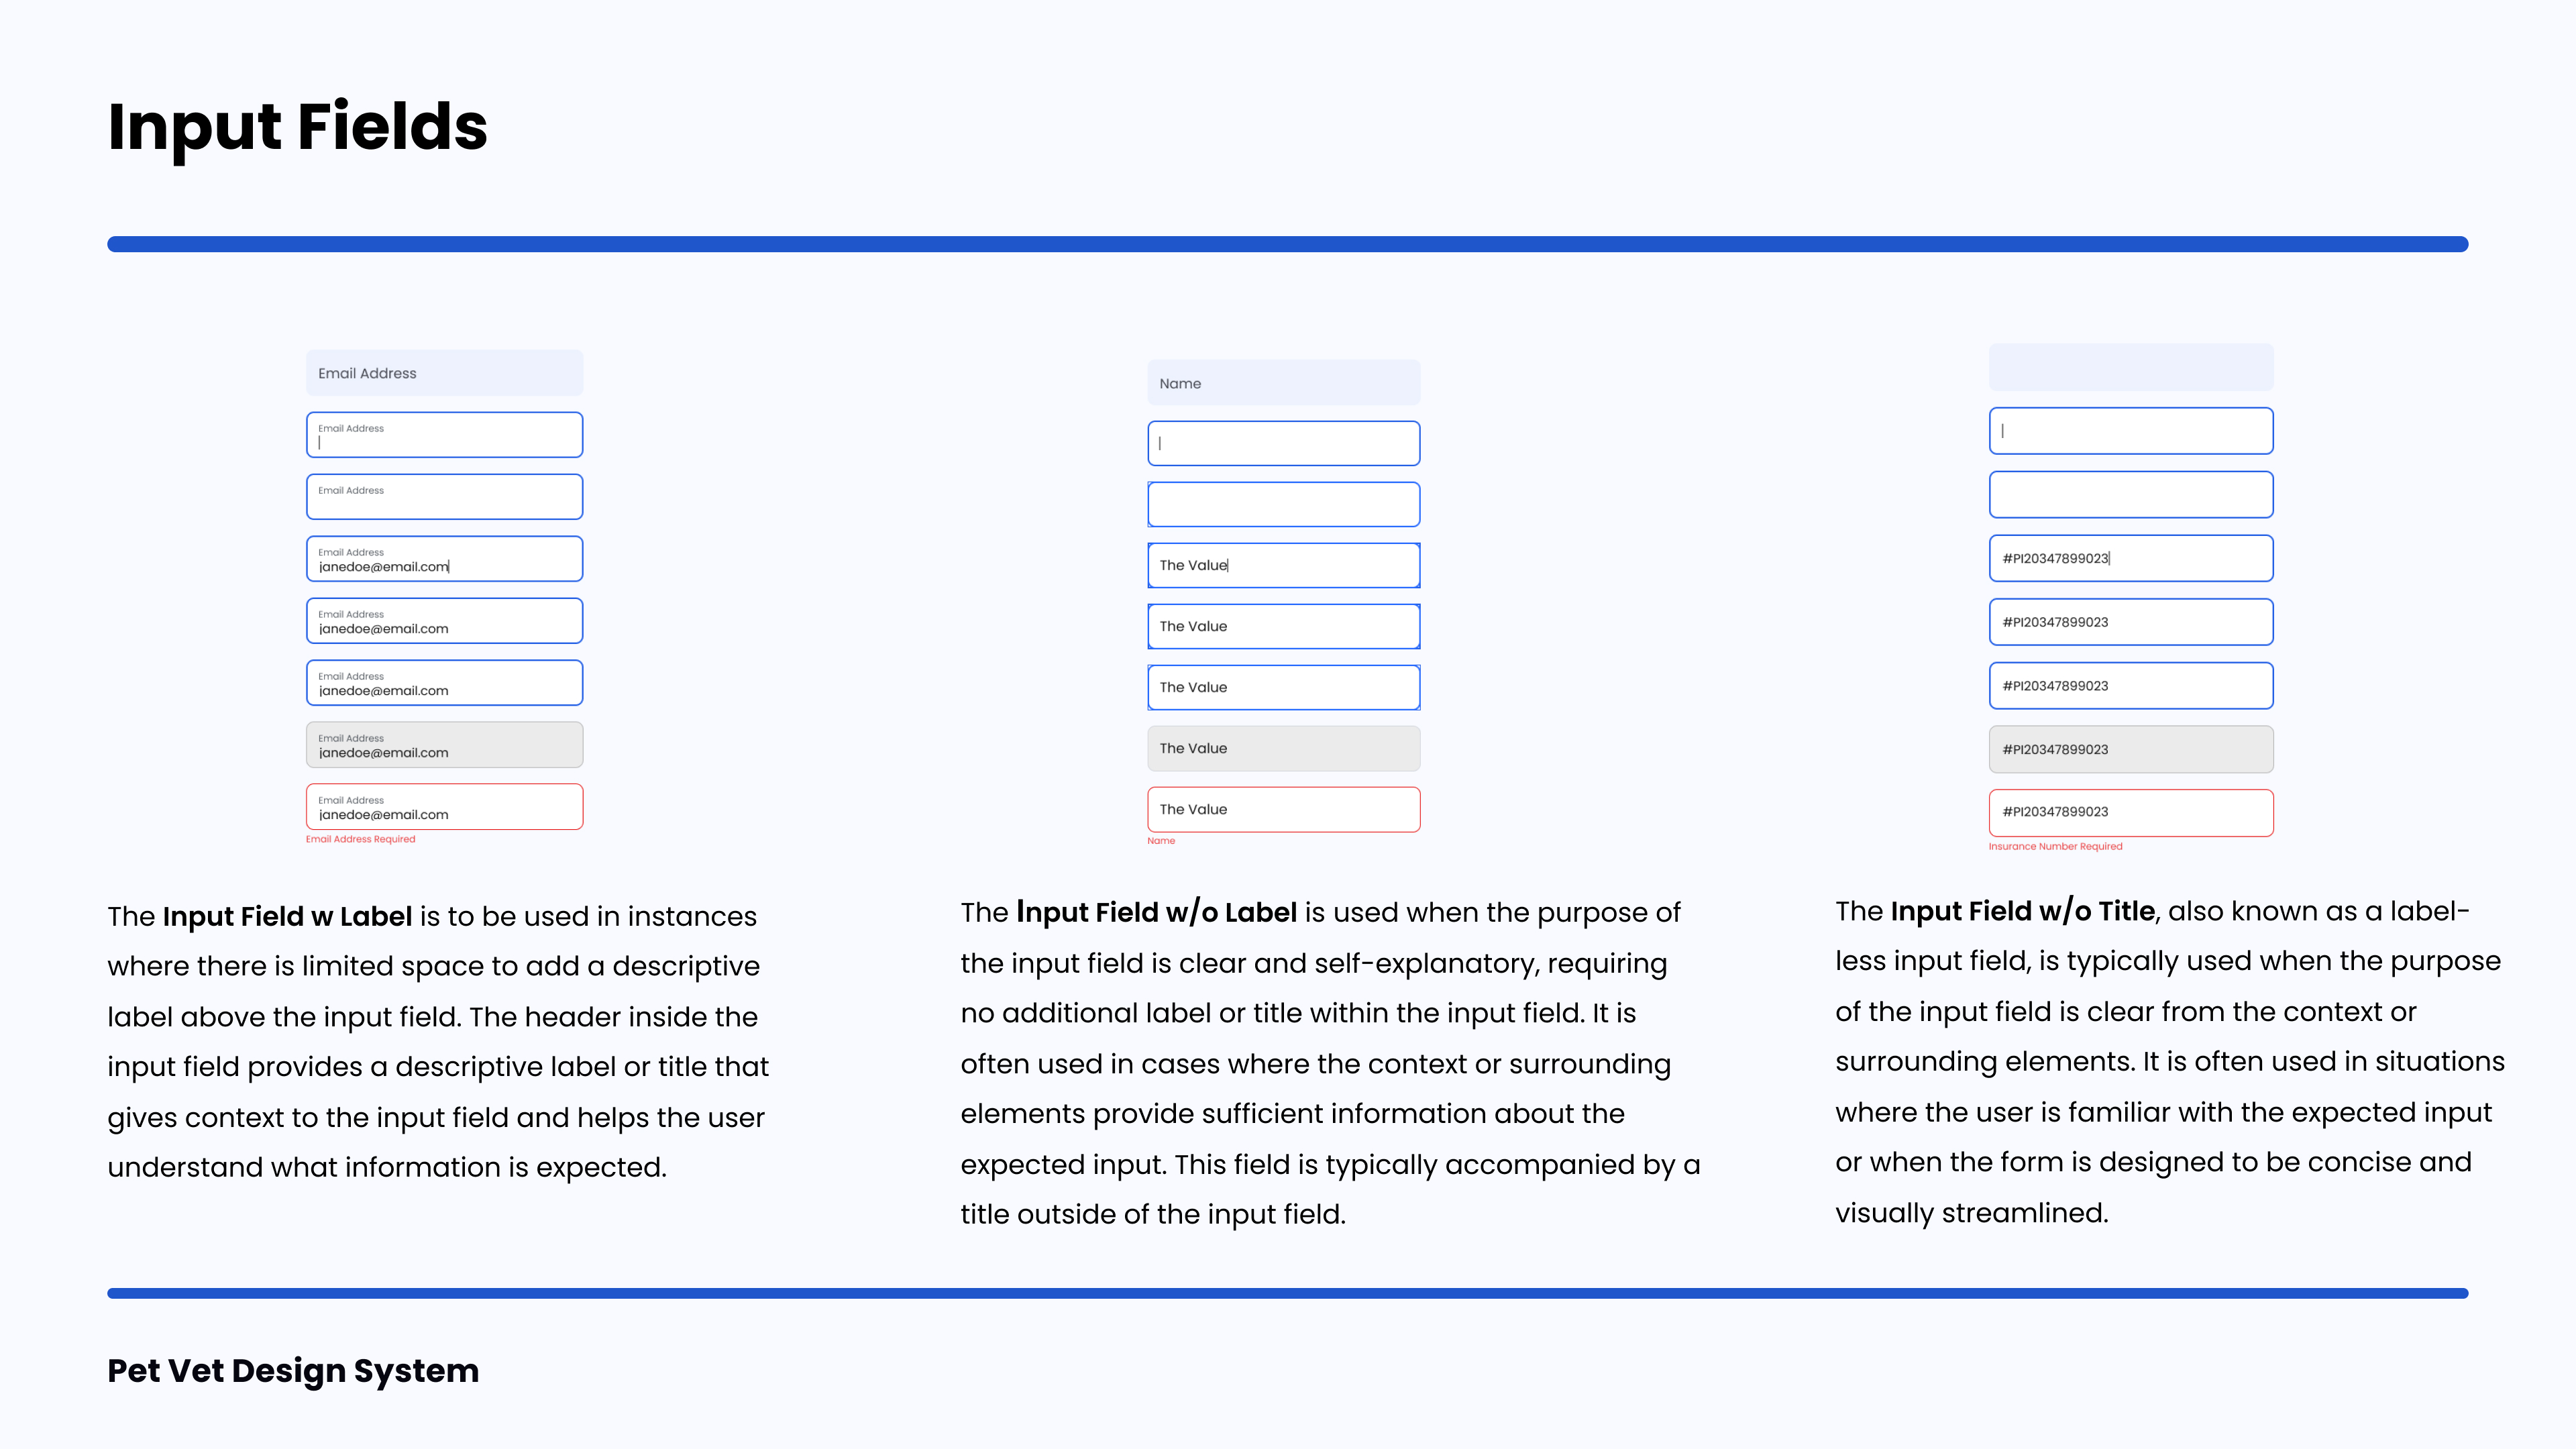 Input Fields
Email Address
Email Address
Email Address
Email Address
janedoe@email.com
Email Address
janedoe@email.com
Email Address
janedoe@email.com
Email Address
janedoe@email.com
Email Address
janedoe@email.com
Email Address Required
The Input Field w Label is to be used in instances
where there is limited space to add a descriptive
label above the input field. The header inside the
input field provides a descriptive label or title that
gives context to the input field and helps the user
understand what information is expected.
Name
The Value
The Value
The Value
The Value
The Value
Name
The Input Field w/o Label is used when the purpose of
the input field is clear and self-explanatory, requiring
no additional label or title within the input field. It is
often used in cases where the context or surrounding
elements provide sufficient information about the
expected input. This field is typically accompanied by a
title outside of the input field.
#PI20347899023
#PI20347899023
#PI20347899023
#PI20347899023
#PI20347899023
Insurance Number Required
The Input Field w/o Title, also known as a label-
less input field, is typically used when the purpose
of the input field is clear from the context or
surrounding elements. It is often used in situations
where the user is familiar with the expected input
or when the form is designed to be concise and
visually streamlined.
Pet Vet Design System